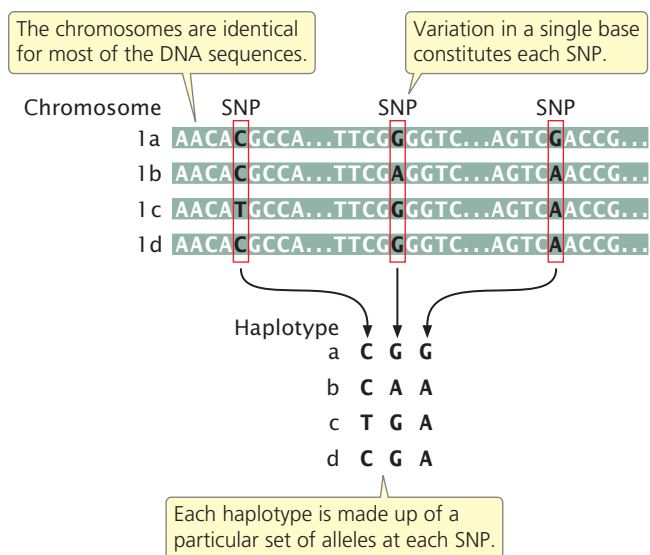 The chromosomes are identical
for most of the DNA sequences.
Variation in a single base
constitutes each SNP.
Chromosome SNP SNP SNP
1a AACACGCCA...TTCGGGGTC...AGTCGACCG...
1b AACACGCCA...TTCGAGGTC...AGTCAACCG...
1c AACATGCCA...TTCGGGGTC...AGTCAACCG...
1d AACACGCCA...TTCGGGGTC...AGTCAACCG...
Haplotype
a C G G
b C A A
c T G A
d C G A
Each haplotype is made up of a
particular set of alleles at each SNP.